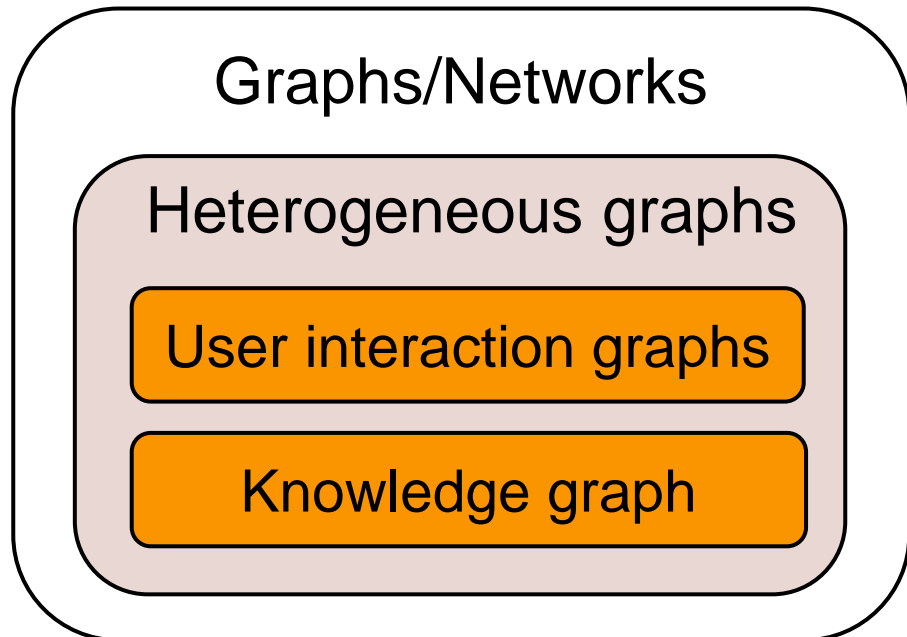 Graphs/Networks
Heterogeneous graphs
User interaction graphs
Knowledge graph